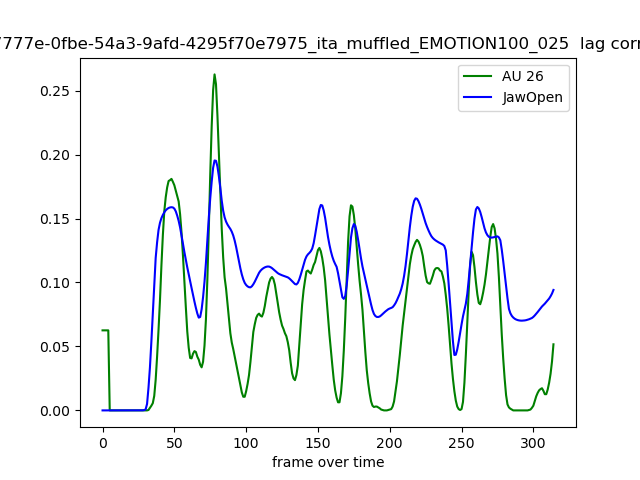 7777e-0fbe-54a3-9afd-4295f70e7975_ita_muffled_EMOTION100_025 lag corr
AU 26
JawOpen
0.25
0.20
0.15
0.10
0.05
0.00
0 50 100 150 200 250 300
frame over time